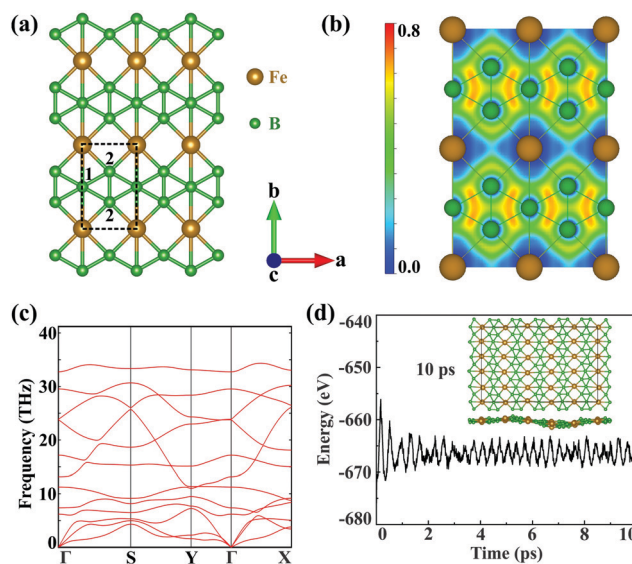 (a)
Fe
B
2
1
2
b
a
c
(b)
0.8
0.0
(c)
Frequency (THz)
40
30
20
10
0
Γ S Y Γ X
(d)
Energy (eV)
-640
-650
-660
-670
-680
10 ps
0 2 4 6 8 10
Time (ps)